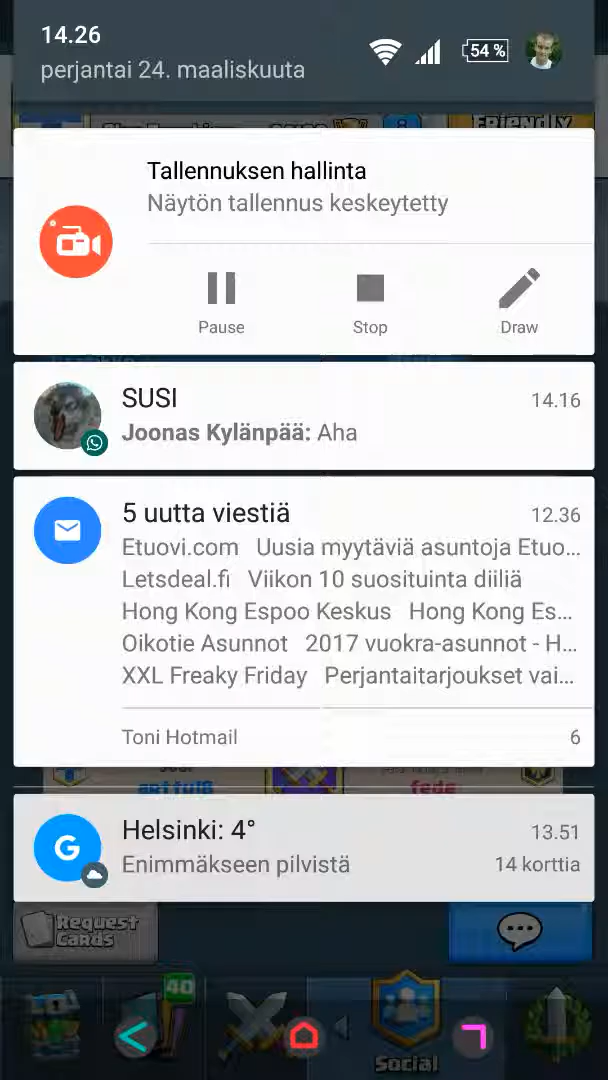 14.26
54 %
perjantai 24. maaliskuuta
Tallennuksen hallinta
Näytön tallennus keskeytetty
Pause Stop Draw
SUSI 14.16
Joonas Kylänpää: Aha
5 uutta viestiä 12.36
Etuovi.com Uusia myytäviä asuntoja Etuo...
Letsdeal.fi Viikon 10 suosituinta diiliä
Hong Kong Espoo Keskus Hong Kong Es...
Oikotie Asunnot 2017 vuokra-asunnot - H...
XXL Freaky Friday Perjantaitarjoukset vai...
Toni Hotmail 6
Helsinki: 4° 13.51
Enimmäkseen pilvistä 14 korttia
Request
Cards
40
Social